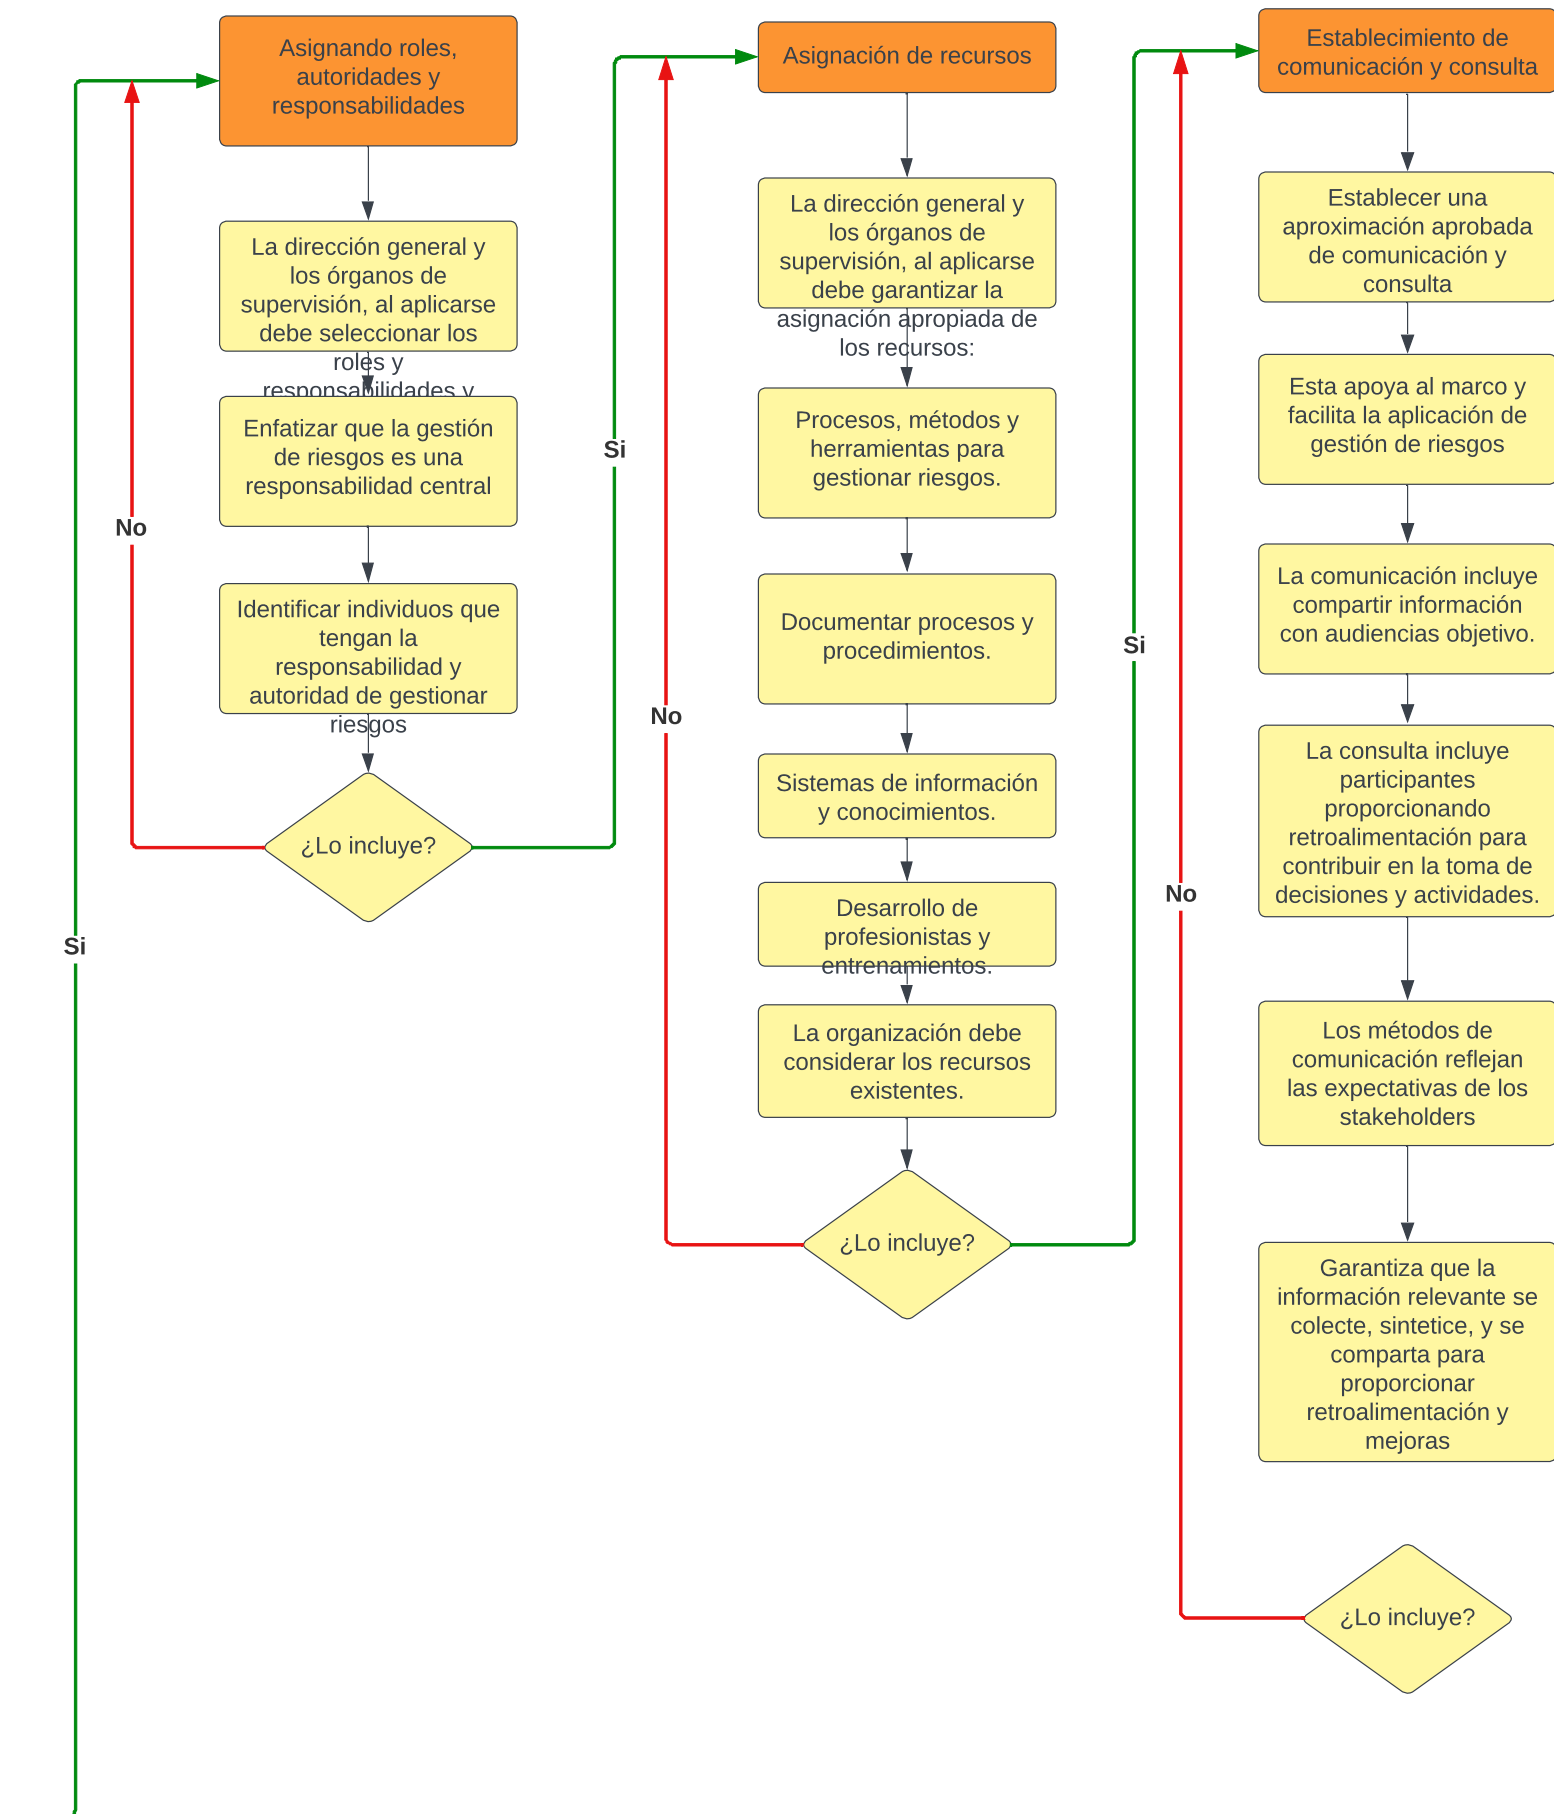 Asignando roles,
autoridades y
responsabilidades
La dirección general y
los órganos de
supervisión, al aplicarse
debe seleccionar los
roles y
responsabilidades y
Enfatizar que la gestión
de riesgos es una
responsabilidad central
Identificar individuos que
tengan la
responsabilidad y
autoridad de gestionar
riesgos
¿Lo incluye?
No
Si
Si
Asignación de recursos
La dirección general y
los órganos de
supervisión, al aplicarse
debe garantizar la
asignación apropiada de
los recursos:
Procesos, métodos y
herramientas para
gestionar riesgos.
Documentar procesos y
procedimientos.
Sistemas de información
y conocimientos.
Desarrollo de
profesionistas y
entrenamientos.
La organización debe
considerar los recursos
existentes.
¿Lo incluye?
No
Si
Establecimiento de
comunicación y consulta
Establecer una
aproximación aprobada
de comunicación y
consulta
Esta apoya al marco y
facilita la aplicación de
gestión de riesgos
La comunicación incluye
compartir información
con audiencias objetivo.
La consulta incluye
participantes
proporcionando
retroalimentación para
contribuir en la toma de
decisiones y actividades.
Los métodos de
comunicación reflejan
las expectativas de los
stakeholders
Garantiza que la
información relevante se
colecte, sintetice, y se
comparta para
proporcionar
retroalimentación y
mejoras
¿Lo incluye?
No